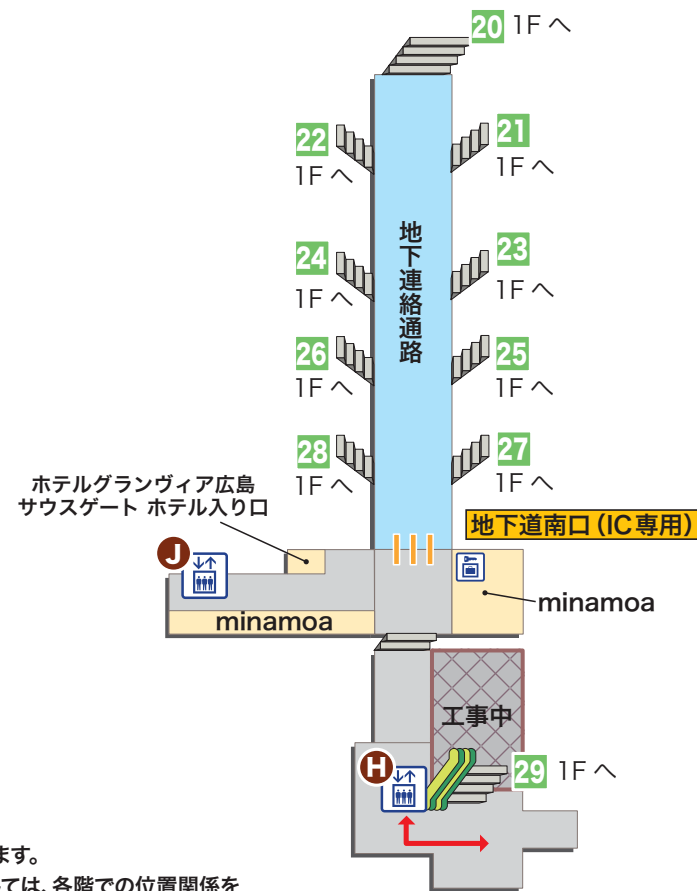 20 1F へ
22
1F へ
21
1F へ
地下連絡通路
24
1F へ
23
1F へ
26
1F へ
25
1F へ
28
1F へ
27
1F へ
ホテルグランヴィア広島
サウスゲート ホテル入り口
地下道南口(IC専用)
J
minamoa
minamoa
工事中
H
29 1F へ
ます。
ては、各階での位置関係を